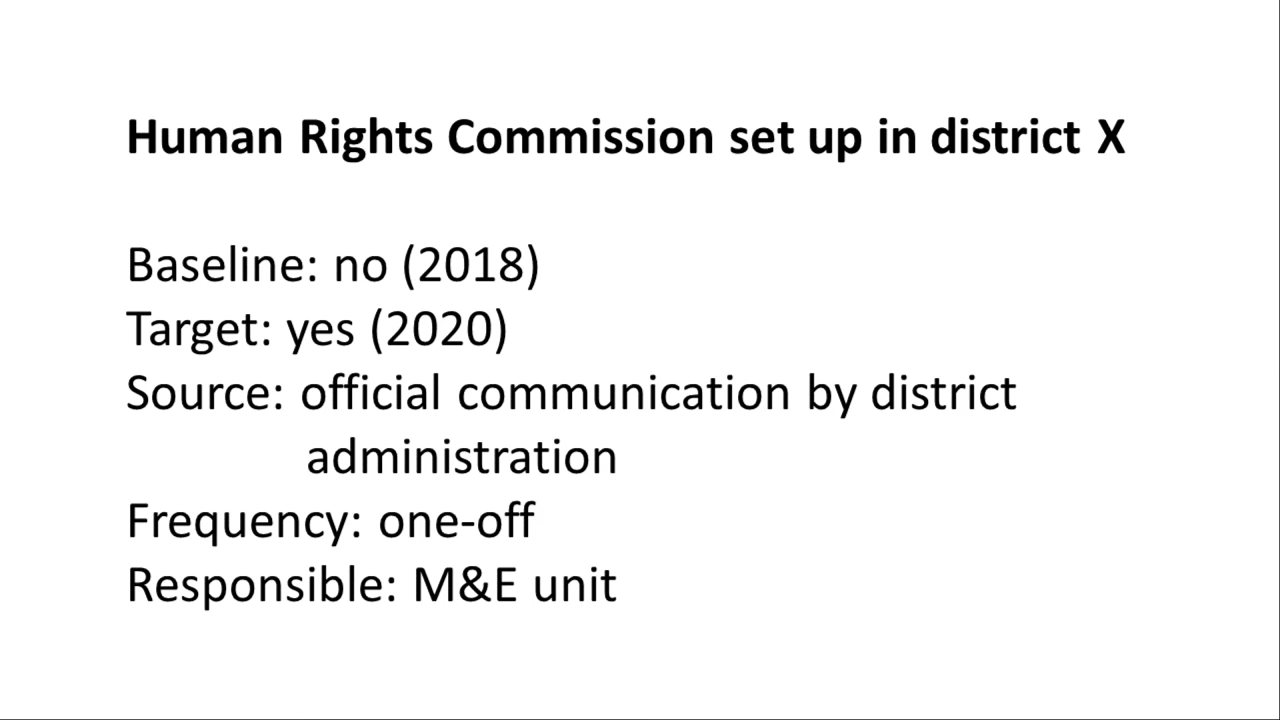 Human Rights Commission set up in district X
Baseline: no (2018)
Target: yes (2020)
Source: official communication by district
administration
Frequency: one-off
Responsible: M&E unit